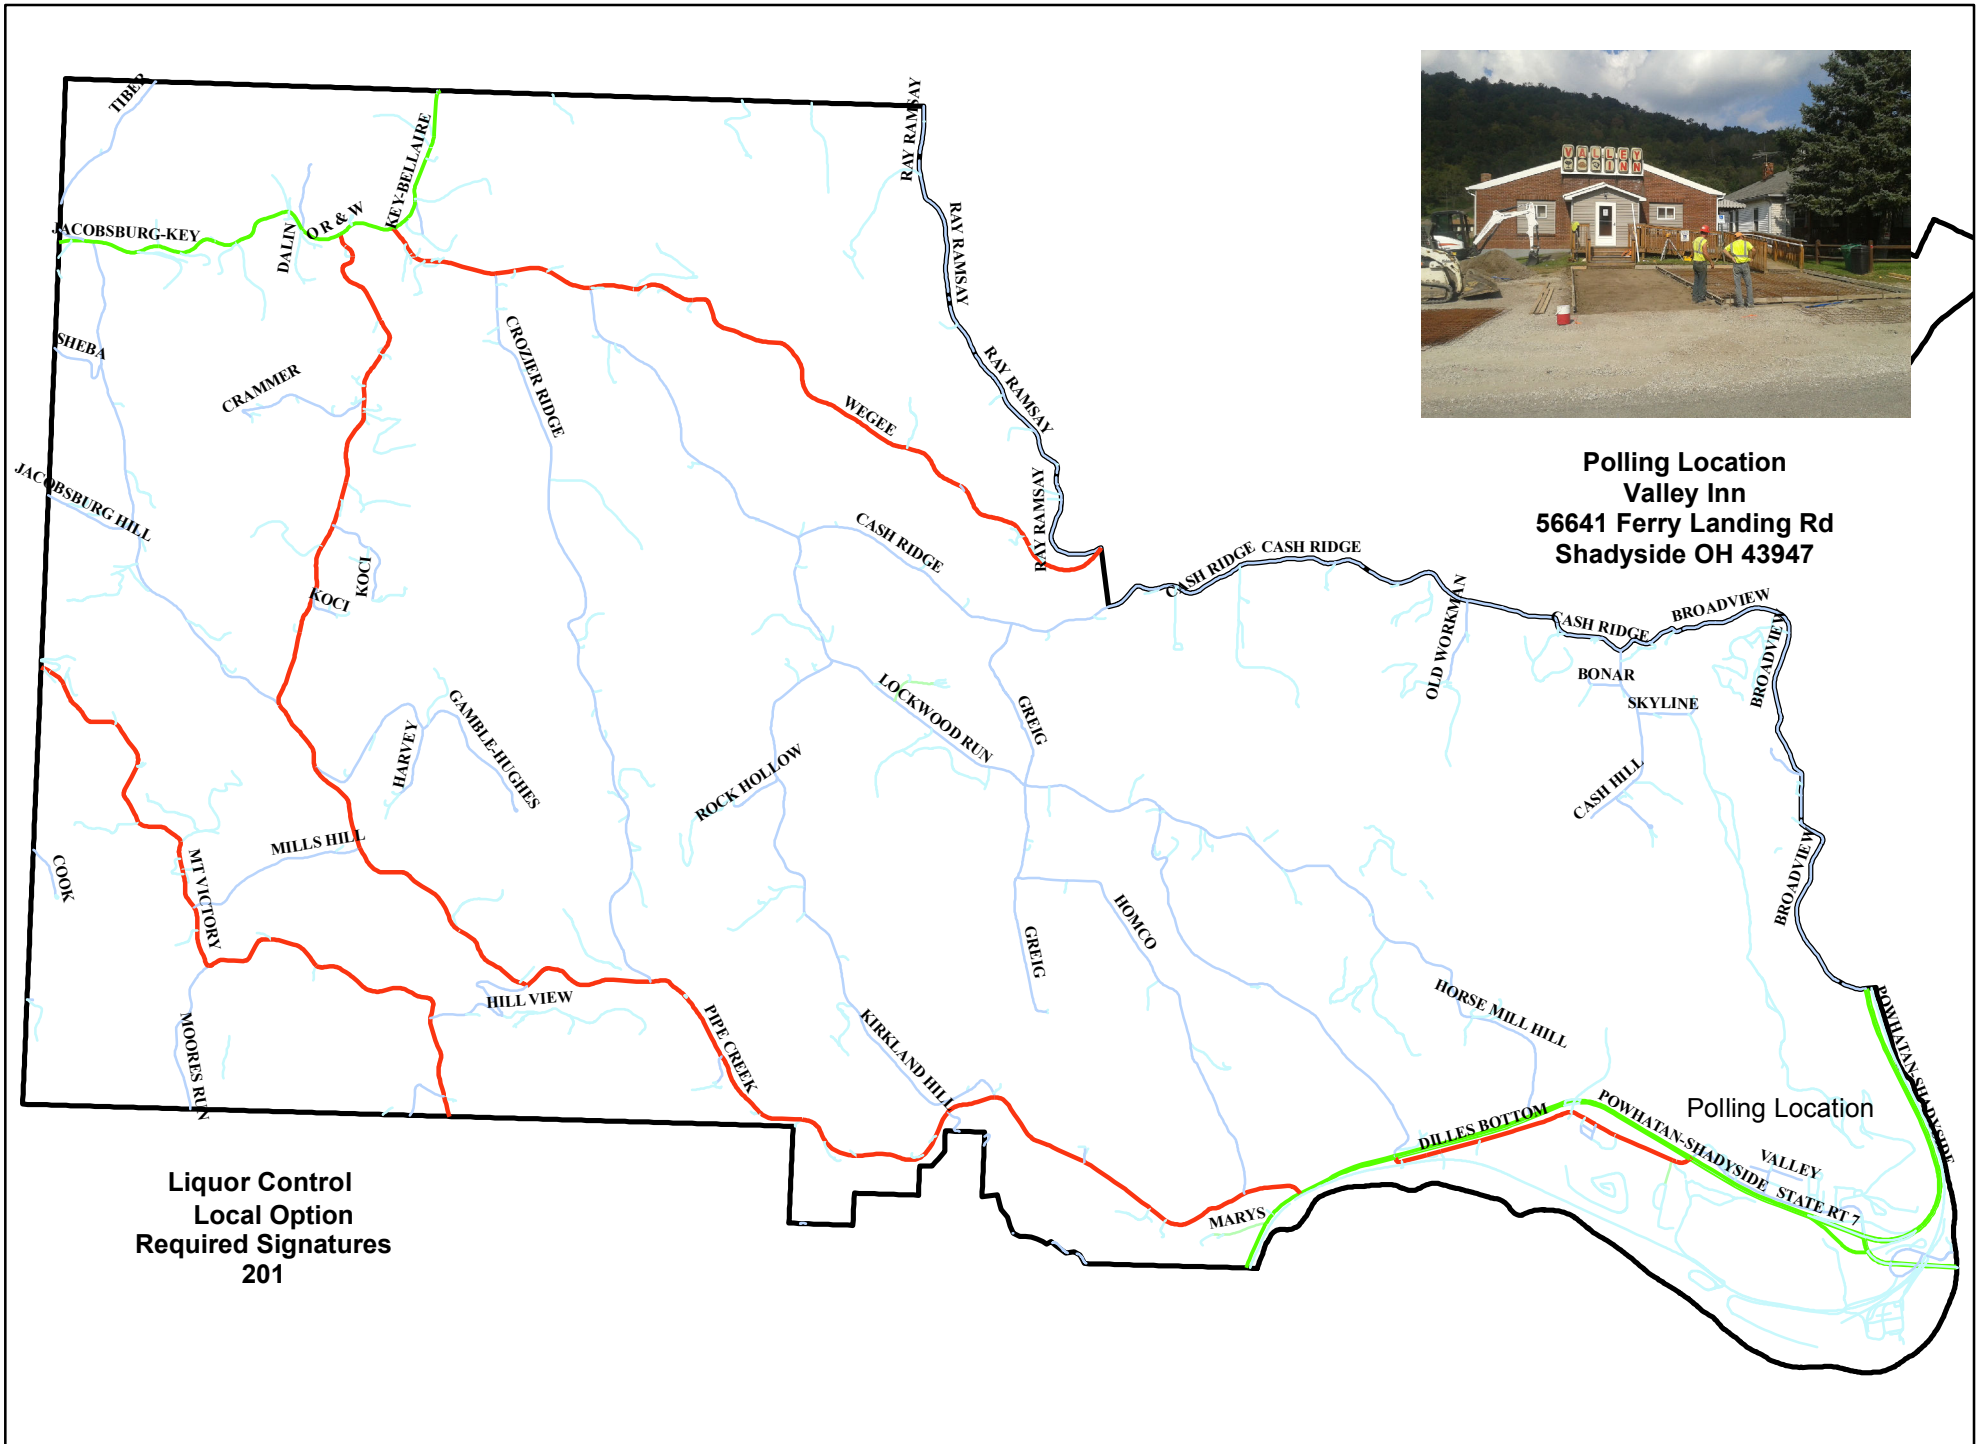 TIBER
RAY RAMSAY
KEY-BELLAIRE
VALLEY
INN
JACOBSBURG-KEY
DALIN
O R & W
RAY RAMSAY
SHEBA
CRAMMER
CROZIER RIDGE
WEGEE
RAY RAMSAY
Polling Location
Valley Inn
56641 Ferry Landing Rd
Shadyside OH 43947
JACOBSBURG HILL
KOCI
KOCI
CASH RIDGE
RAY RAMSAY
CASH RIDGE
CASH RIDGE
OLD WORKMAN
CASH RIDGE
BROADVIEW
BROADVIEW
BONAR
SKYLINE
CASH HILL
HARVEY
GAMBLE-HUGHES
LOCKWOOD RUN
GREIG
ROCK HOLLOW
MILLS HILL
COOK
MT VICTORY
BROADVIEW
HOMCO
GREIG
HILL VIEW
MOORES RUN
PIPE CREEK
KIRKLAND HILL
HORSE MILL HILL
POWHATAN-SHADYSIDE
DILLES BOTTOM
POWHATAN-SHADYSIDE
Polling Location
VALLEY
STATE RT 7
MARYS
Liquor Control
Local Option
Required Signatures
201